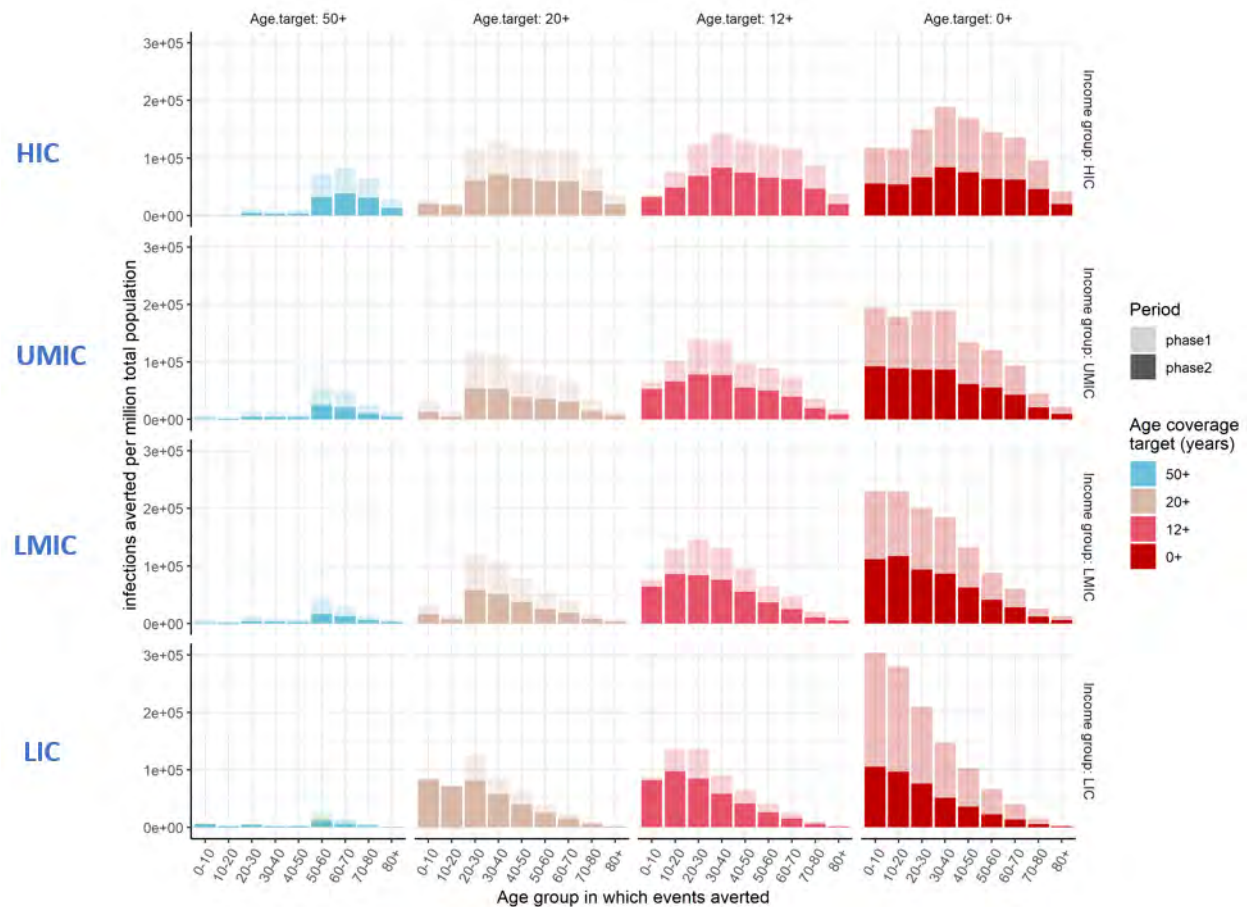 Age.target: 50+
Age.target: 20+
Age.target: 12+
Age.target: 0+
HIC
3e+05
2e+05
1e+05
0e+00
Income group: HIC
UMIC
3e+05
2e+05
1e+05
0e+00
Income group: UMIC
LMIC
3e+05
2e+05
1e+05
0e+00
Income group: LMIC
LIC
3e+05
2e+05
1e+05
0e+00
Income group: LIC
infections averted per million total population
0-10
10-20
20-30
30-40
40-50
50-60
60-70
70-80
80+
0-10
10-20
20-30
30-40
40-50
50-60
60-70
70-80
80+
0-10
10-20
20-30
30-40
40-50
50-60
60-70
70-80
80+
0-10
10-20
20-30
30-40
40-50
50-60
60-70
70-80
80+
Age group in which events averted
Period
phase1
phase2
Age coverage
target (years)
50+
20+
12+
0+